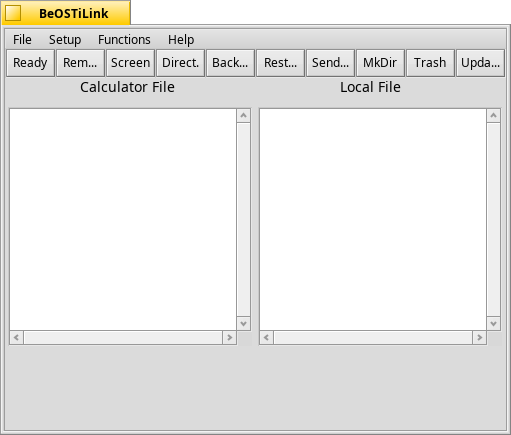 BeOSTiLink
File Setup Functions Help
Ready Rem... Screen Direct. Back... Rest... Send... MkDir Trash Upda...
Calculator File Local File